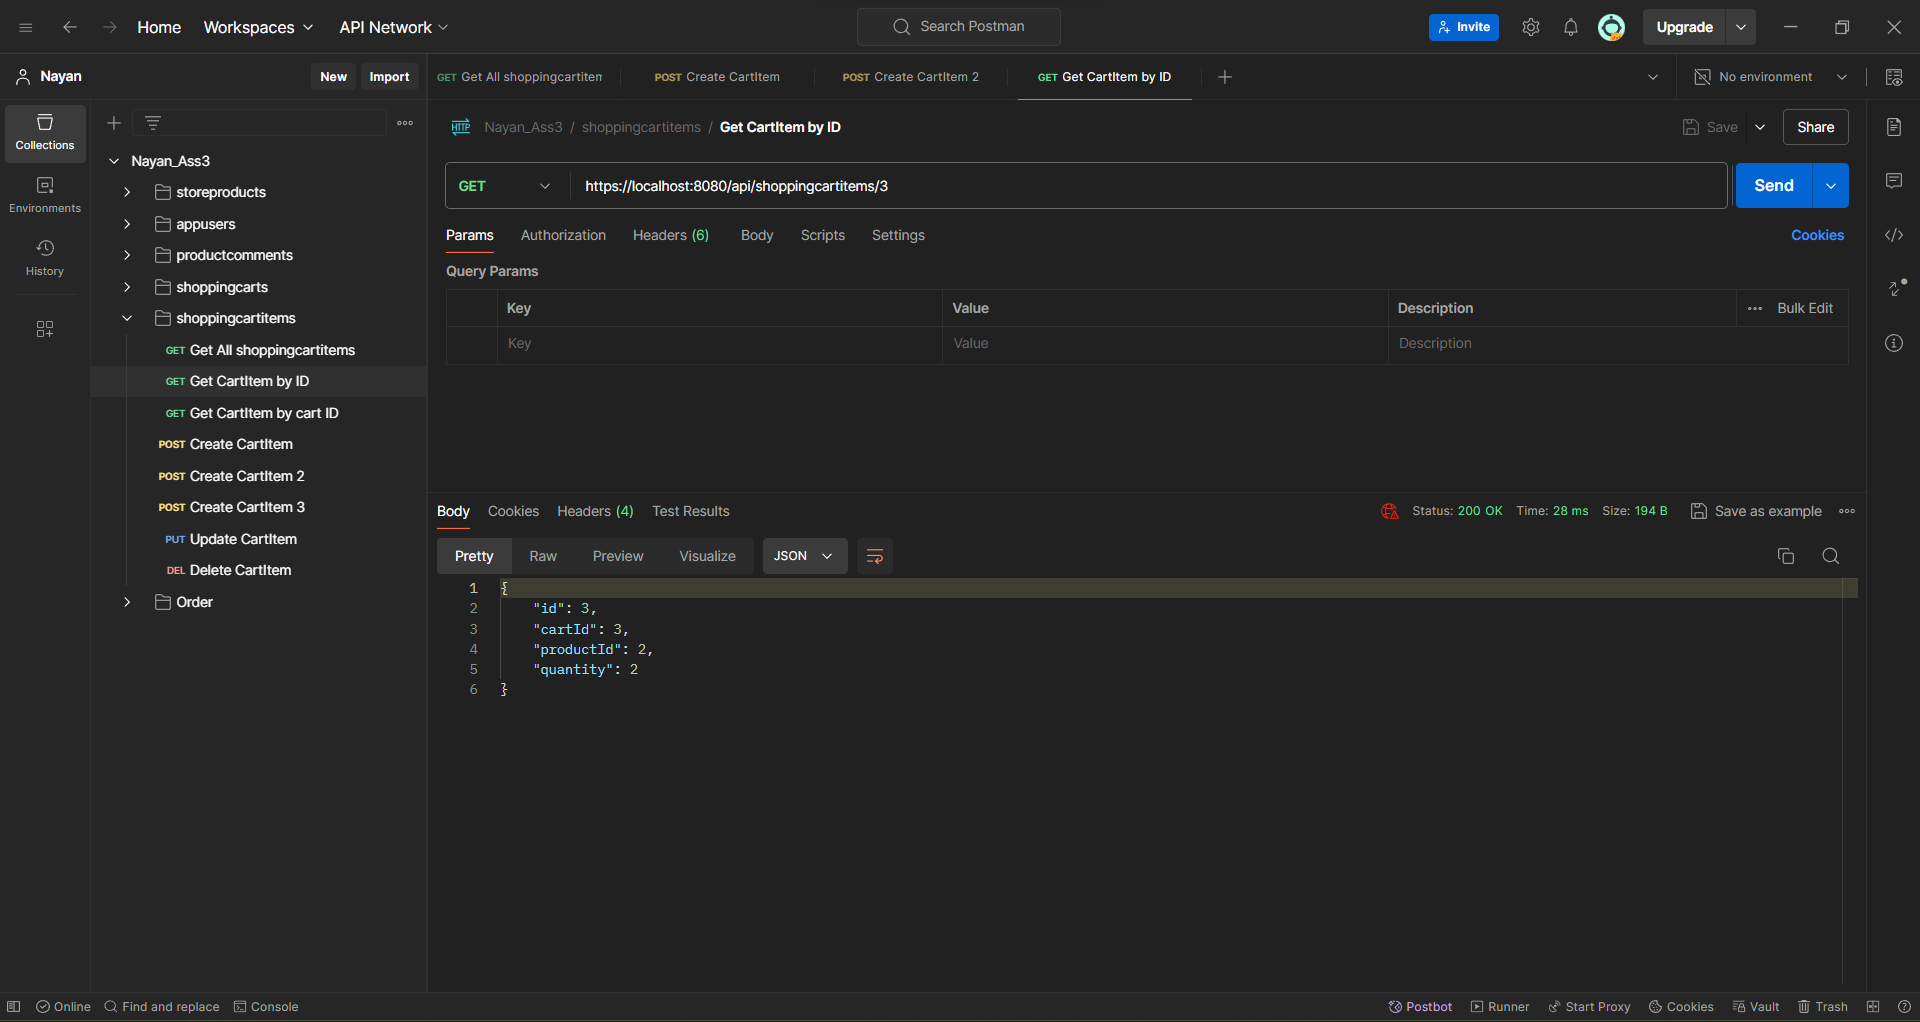 Home Workspaces API Network Search Postman Invite Upgrade
Nayan New Import
GET Get All shoppingcartitem POST Create CartItem POST Create CartItem 2 GET Get CartItem by ID No environment
Collections
Environments
History
Nayan_Ass3
storeproducts
appusers
productcomments
shoppingcarts
shoppingcartitems
GET Get All shoppingcartitems
GET Get CartItem by ID
GET Get CartItem by cart ID
POST Create CartItem
POST Create CartItem 2
POST Create CartItem 3
PUT Update CartItem
DEL Delete CartItem
Order
HTTP Nayan_Ass3 / shoppingcartitems / Get CartItem by ID Save Share
GET https://localhost:8080/api/shoppingcartitems/3 Send
Params Authorization Headers (6) Body Scripts Settings Cookies
Query Params
Key Value Description Bulk Edit
Key Value Description
Body Cookies Headers (4) Test Results Status: 200 OK Time: 28 ms Size: 194 B Save as example
Pretty Raw Preview Visualize JSON
1 {
2 "id": 3,
3 "cartId": 3,
4 "productId": 2,
5 "quantity": 2
6 }
Online Find and replace Console Postbot Runner Start Proxy Cookies Vault Trash